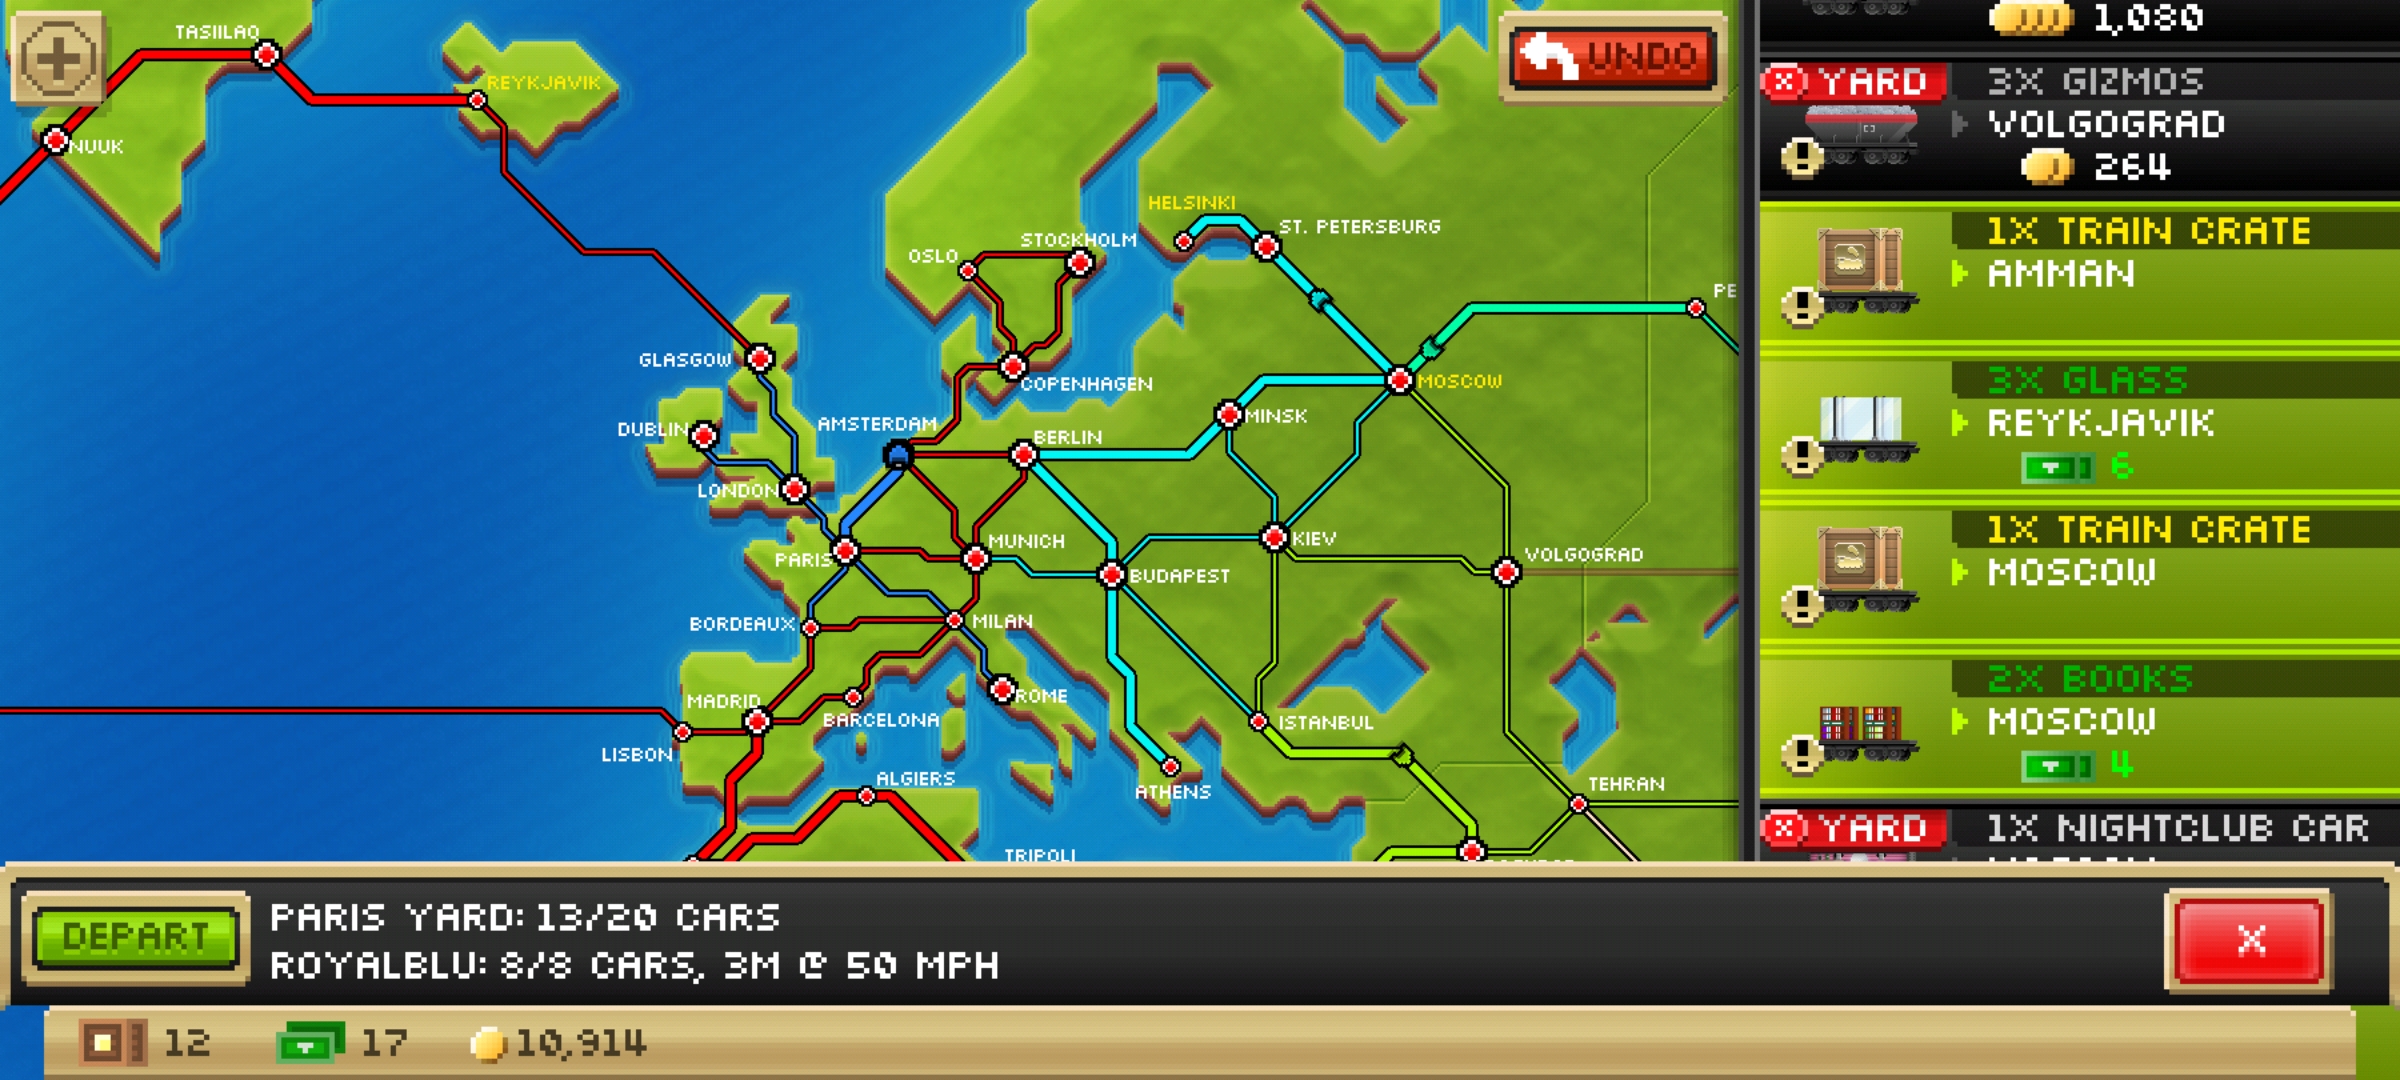 TASIILAQ
REYKJAVIK
NUUK
UNDO
HELSINKI
ST. PETERSBURG
STOCKHOLM
OSLO
PE
GLASGOW
COPENHAGEN
MOSCOW
AMSTERDAM
MINSK
DUBLIN
BERLIN
LONDON
MUNICH
KIEV
PARIS
VOLGOGRAD
BUDAPEST
BORDEAUX
MILAN
MADRID
ROME
BARCELONA
ISTANBUL
LISBON
ALGIERS
ATHENS
TEHRAN
TRIPOLI
1,080
YARD
3X GIZMOS
VOLGOGRAD
264
1X TRAIN CRATE
AMMAN
3X GLASS
REYKJAVIK
6
1X TRAIN CRATE
MOSCOW
2X BOOKS
MOSCOW
4
YARD
1X NIGHTCLUB CAR
DEPART
PARIS YARD: 13/20 CARS
ROYALBLU: 8/8 CARS, 3M @ 50 MPH
X
12
17
10,914